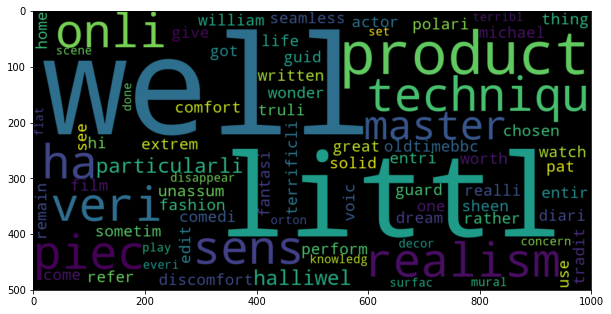 0
home
onli
william
seamless
actor
set
polari
terribl
thing
scene
give
got
life
guid
michael
100
well
written
wonder
product
techniqu
done
comfort
truli
flat
see
hi
extrem
great
solid
master
oldtimebbc
chosen
watch
pat
200
ha
particularli
terrificli
fantasi
voic
entri
worth
film
disappear
unassum
littl
guard
realli
entir
300
remain
veri
fashion
comedi
orton
one
sheen
dream
rather
diari
sometim
edit
sens
perform
decor
concern
400
piec
play
everi
knowledg
realism
use
tradit
come
refer
discomfort
halliwel
surfac
mural
500
0
200
400
600
800
1000